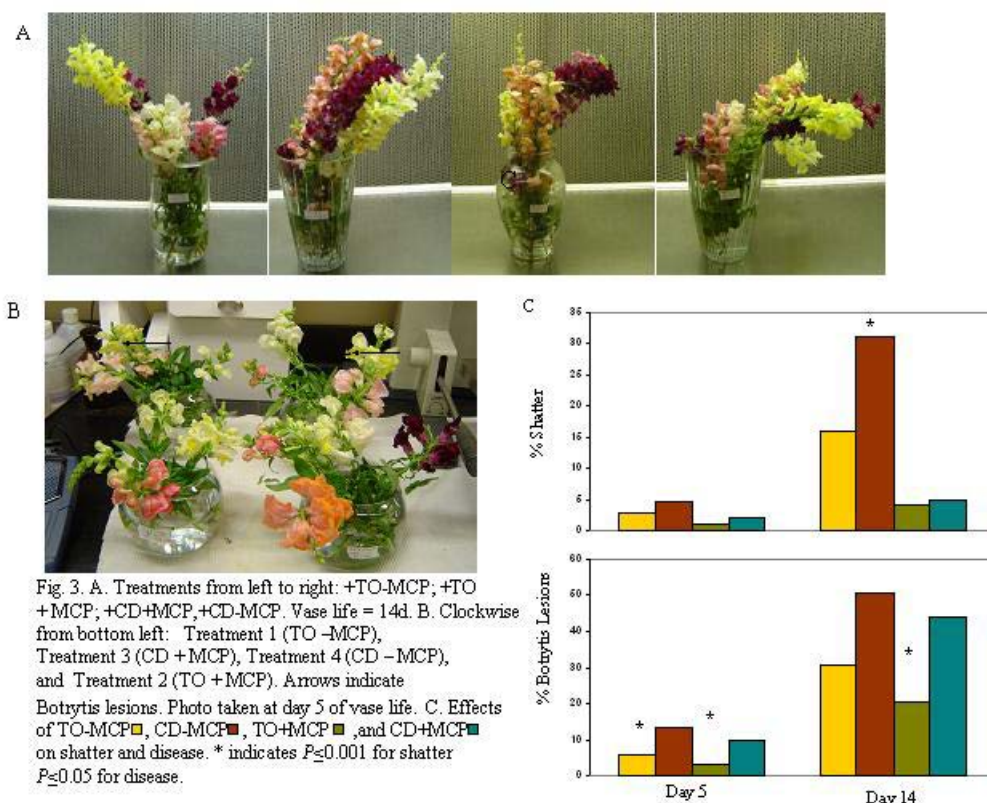 A
B
Fig. 3. A. Treatments from left to right: +TO-MCP; +TO
+ MCP; +CD+MCP,+CD-MCP. Vase life = 14d. B. Clockwise
from bottom left: Treatment 1 (TO –MCP),
Treatment 3 (CD + MCP), Treatment 4 (CD – MCP),
and Treatment 2 (TO + MCP). Arrows indicate
Botrytis lesions. Photo taken at day 5 of vase life. C. Effects
of TO-MCP, CD-MCP, TO+MCP ,and CD+MCP
on shatter and disease. * indicates P≤0.001 for shatter
P≤0.05 for disease.
C
% Shatter
35
30
25
20
15
10
5
0
*
% Botrytis Lesions
60
50
40
30
20
10
0
* * *
Day 5 Day 14